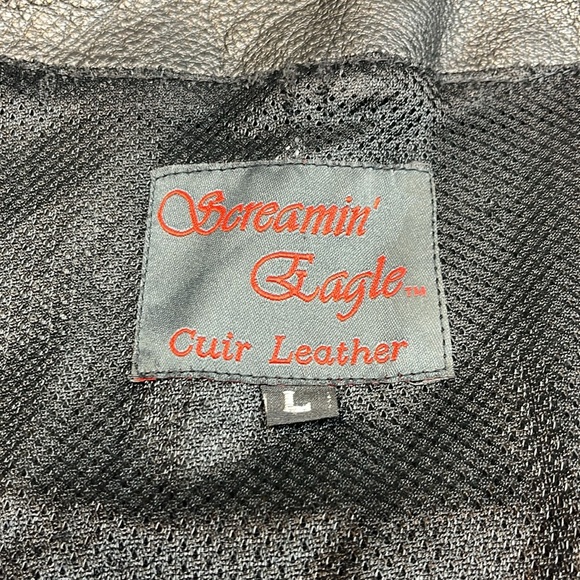 Screamin'
Eagle™
Cuir Leather
L